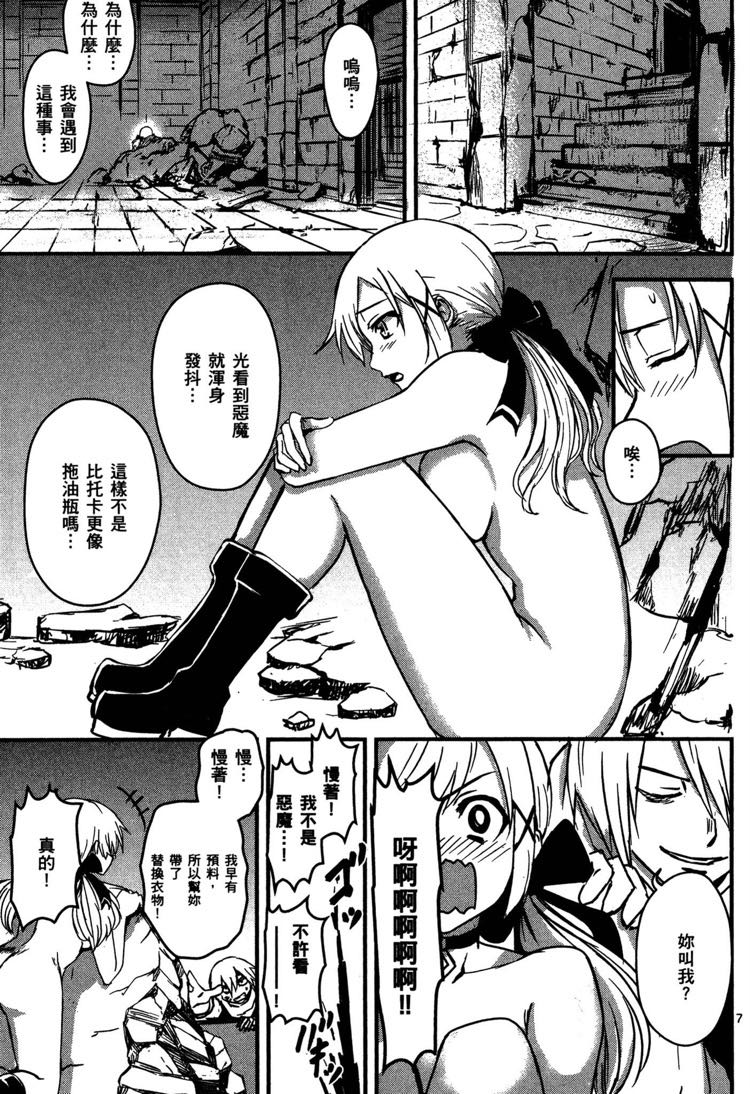 嗚嗚…
為什麼…
為什麼…
我會遇到
這種事…
唉…
光看到惡魔
就渾身
發抖…
這樣不是
比托卡更像
拖油瓶嗎…
妳叫我？
呀啊啊啊啊啊!!
慢著！
我不是
惡魔…！
不許看
——！
慢…
慢著！
我早有
預料，
所以幫妳
帶了
替換衣物！
真的！
7